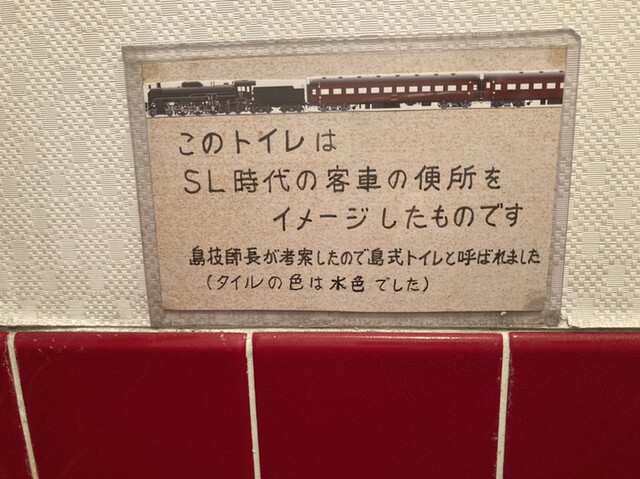 このトイレは
SL時代の客車の便所を
イメージしたものです
島技師長が考案したので島式トイレと呼ばれました
(タイルの色は水色でした)